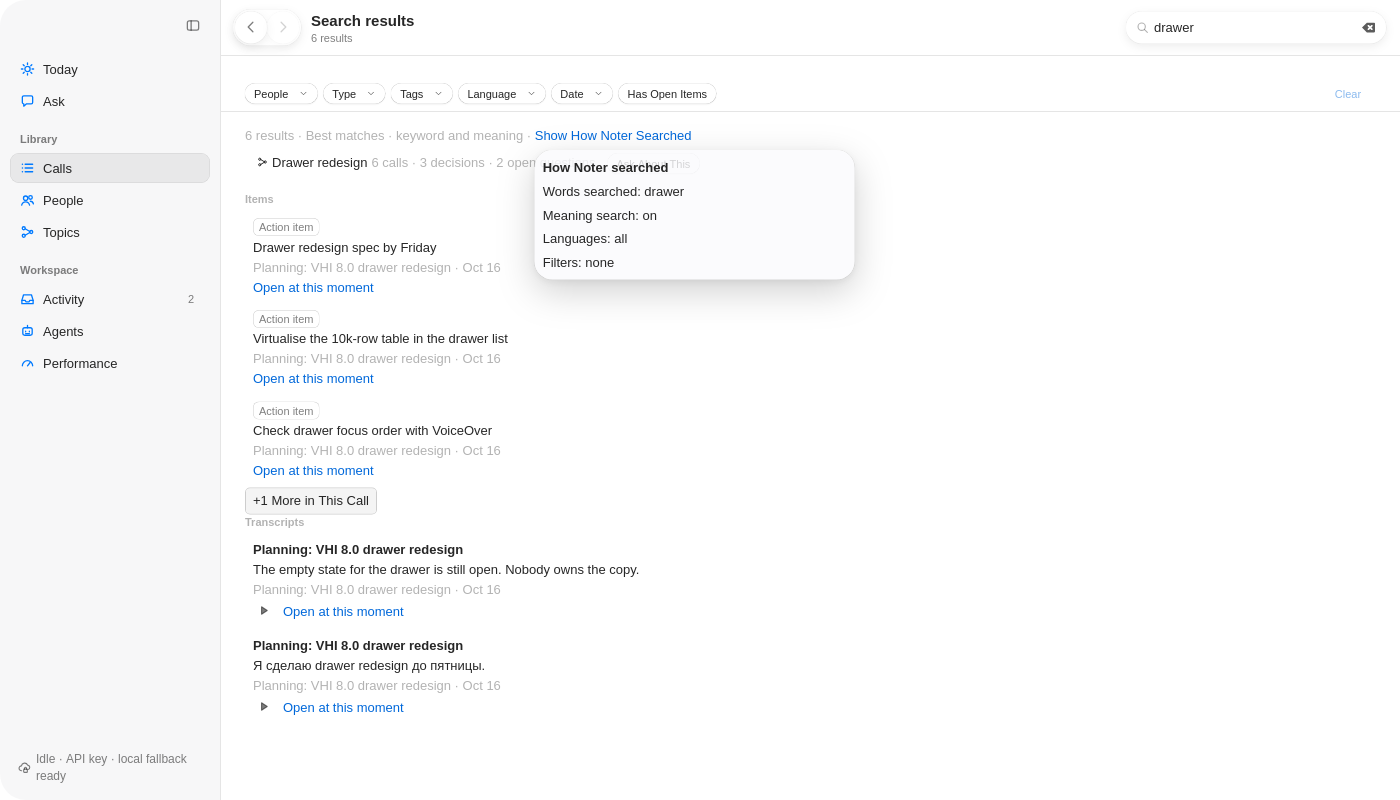 Search results
6 results
drawer
Today
Ask
Library
Calls
People
Topics
Workspace
Activity 2
Agents
Performance
Idle · API key · local fallback
ready
People Type Tags Language Date Has Open Items Clear
6 results · Best matches · keyword and meaning · Show How Noter Searched
Drawer redesign 6 calls · 3 decisions · 2 open
How Noter searched
Words searched: drawer
Meaning search: on
Languages: all
Filters: none
Items
Action item
Drawer redesign spec by Friday
Planning: VHI 8.0 drawer redesign · Oct 16
Open at this moment
Action item
Virtualise the 10k-row table in the drawer list
Planning: VHI 8.0 drawer redesign · Oct 16
Open at this moment
Action item
Check drawer focus order with VoiceOver
Planning: VHI 8.0 drawer redesign · Oct 16
Open at this moment
+1 More in This Call
Transcripts
Planning: VHI 8.0 drawer redesign
The empty state for the drawer is still open. Nobody owns the copy.
Planning: VHI 8.0 drawer redesign · Oct 16
Open at this moment
Planning: VHI 8.0 drawer redesign
Я сделаю drawer redesign до пятницы.
Planning: VHI 8.0 drawer redesign · Oct 16
Open at this moment